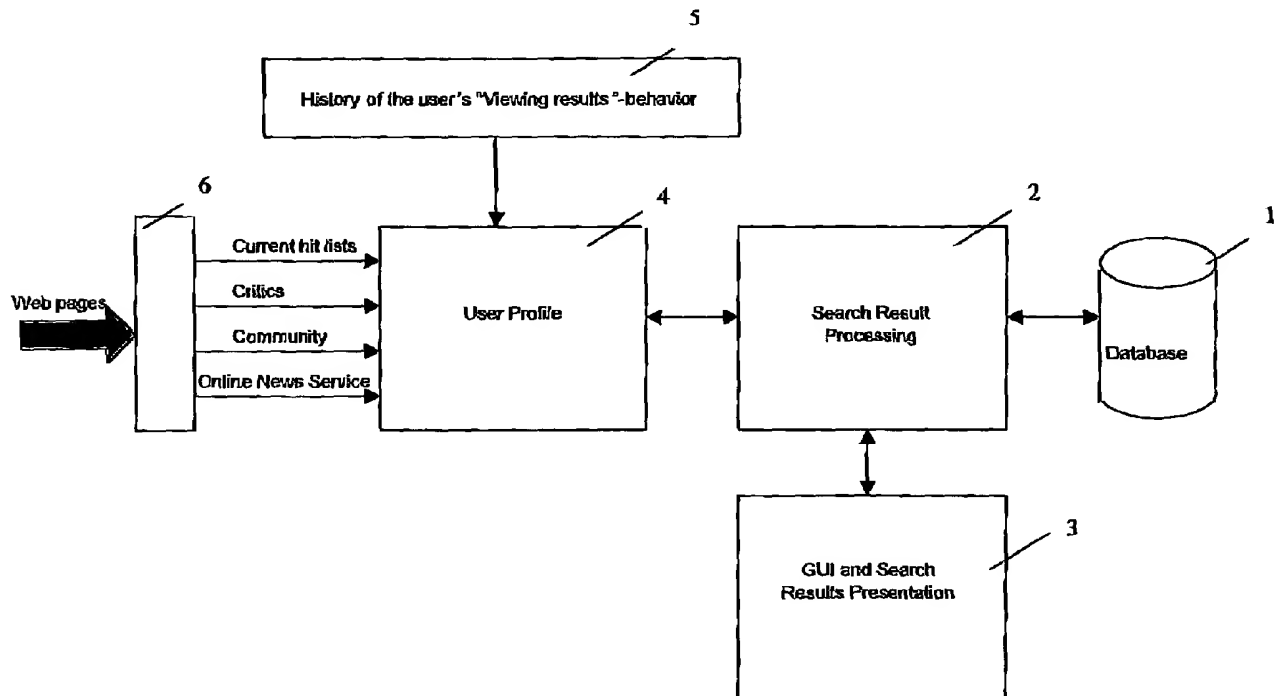 5
History of the user's "Viewing results"-behavior
6
4
2
1
Current hit lists
Critics
Web pages
User Profile
Search Result
Processing
Community
Database
Online News Service
3
GUI and Search
Results Presentation